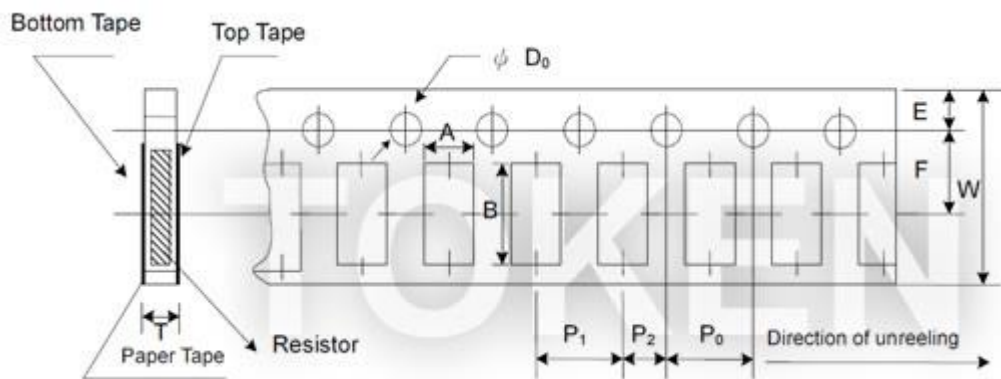 Bottom Tape
Top Tape
ψ D₀
E
A
F
W
B
TOKEN
T
Resistor
P₁
P₂
P₀
Direction of unreeling
Paper Tape